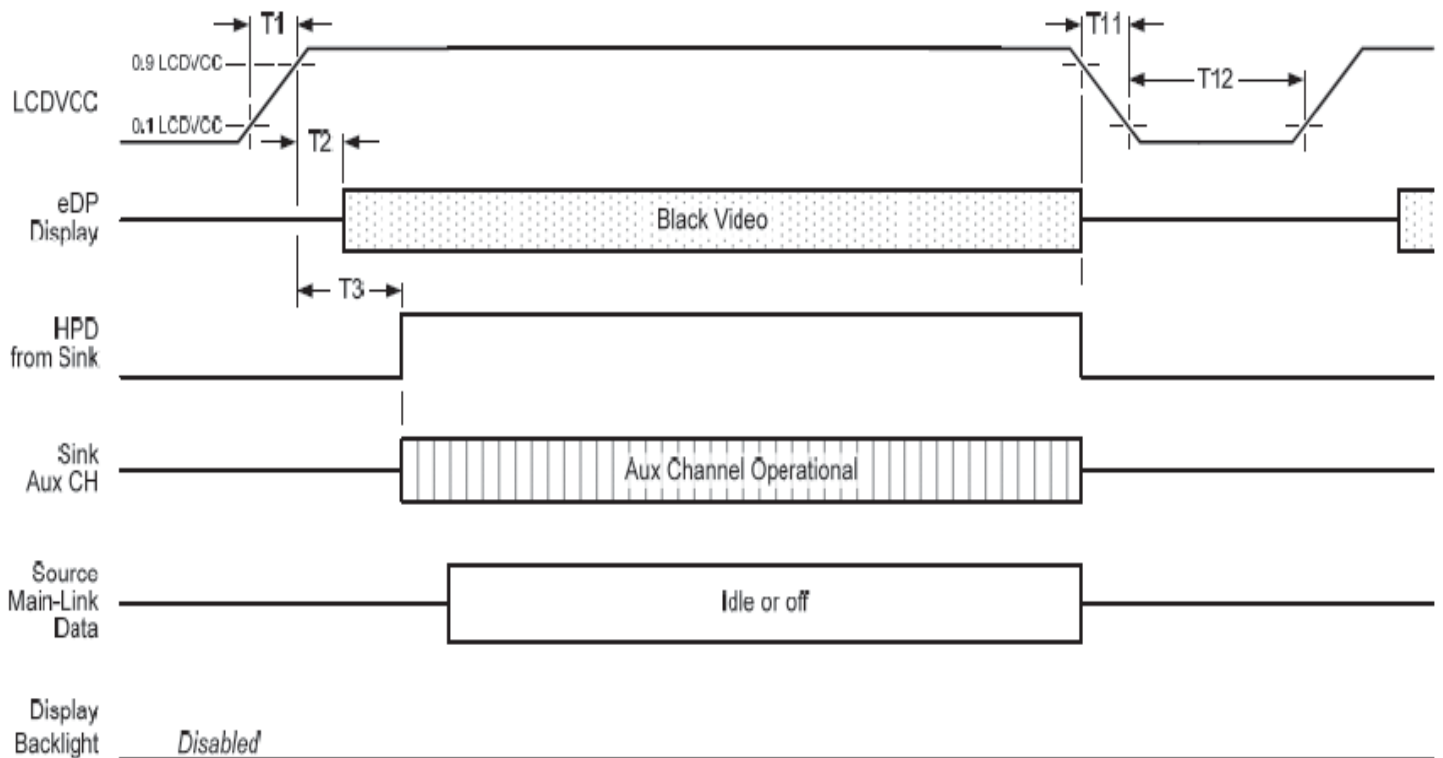 T1
T11
0.9 LCDVCC
T12
LCDVCC
0.1 LCDVCC
T2
eDP
Display
Black Video
T3
HPD
from Sink
Sink
Aux CH
Aux Channel Operational
Source
Main-Link
Data
Idle or off
Display
Backlight
Disabled